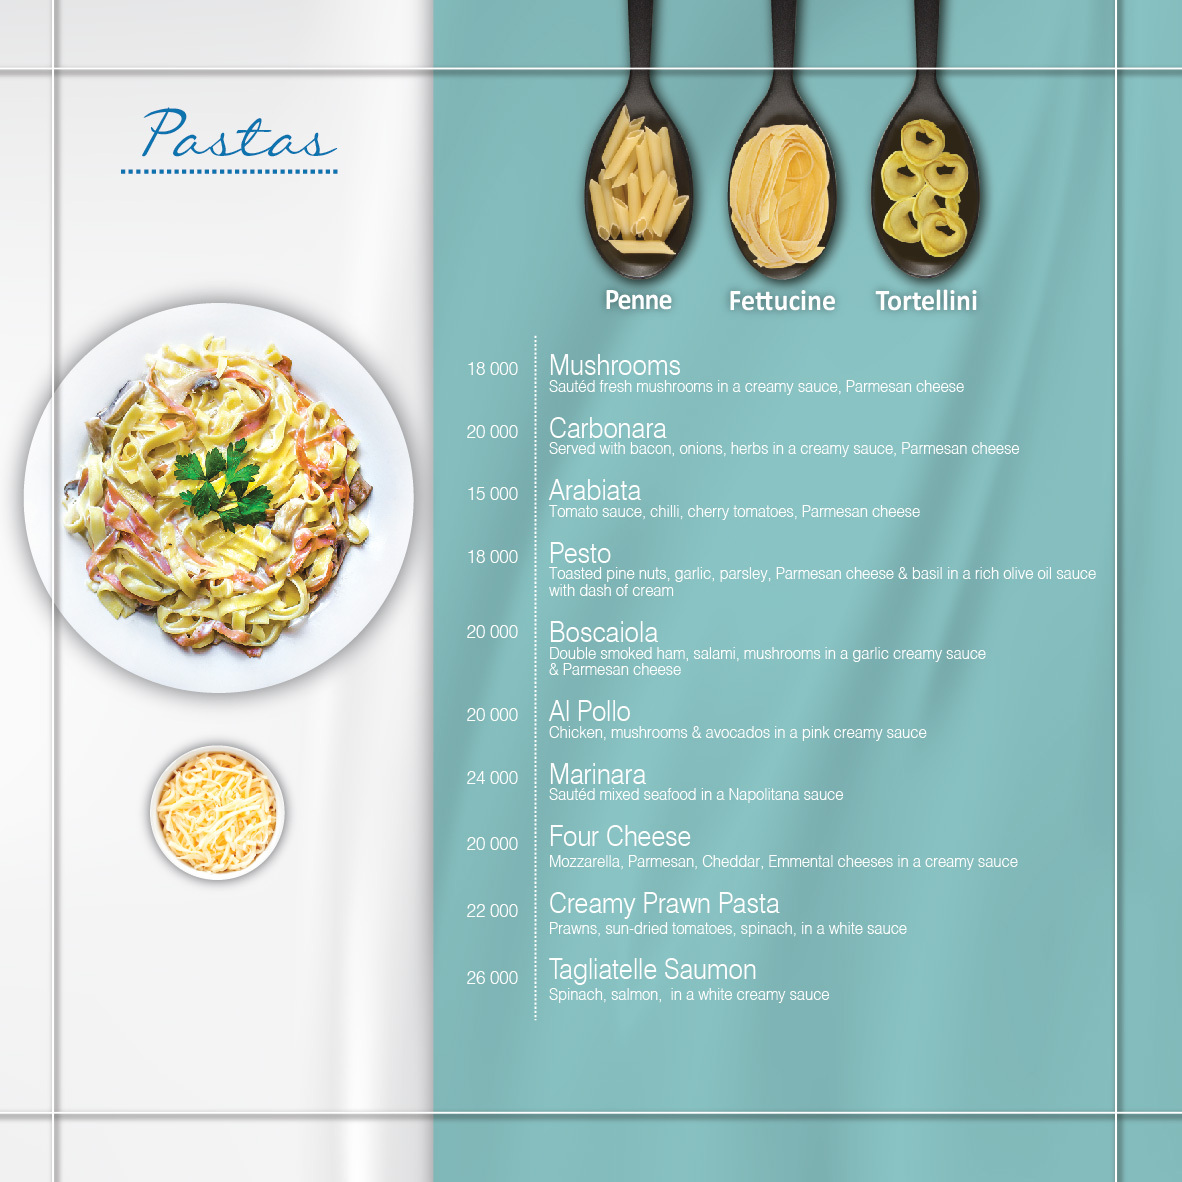 Pastas
Penne
Fettucine
Tortellini
18 000
Mushrooms
Sautéd fresh mushrooms in a creamy sauce, Parmesan cheese
20 000
Carbonara
Served with bacon, onions, herbs in a creamy sauce, Parmesan cheese
15 000
Arabiata
Tomato sauce, chilli, cherry tomatoes, Parmesan cheese
18 000
Pesto
Toasted pine nuts, garlic, parsley, Parmesan cheese & basil in a rich olive oil sauce
with dash of cream
20 000
Boscaiola
Double smoked ham, salami, mushrooms in a garlic creamy sauce
& Parmesan cheese
20 000
Al Pollo
Chicken, mushrooms & avocados in a pink creamy sauce
24 000
Marinara
Sautéd mixed seafood in a Napolitana sauce
20 000
Four Cheese
Mozzarella, Parmesan, Cheddar, Emmental cheeses in a creamy sauce
22 000
Creamy Prawn Pasta
Prawns, sun-dried tomatoes, spinach, in a white sauce
26 000
Tagliatelle Saumon
Spinach, salmon,  in a white creamy sauce